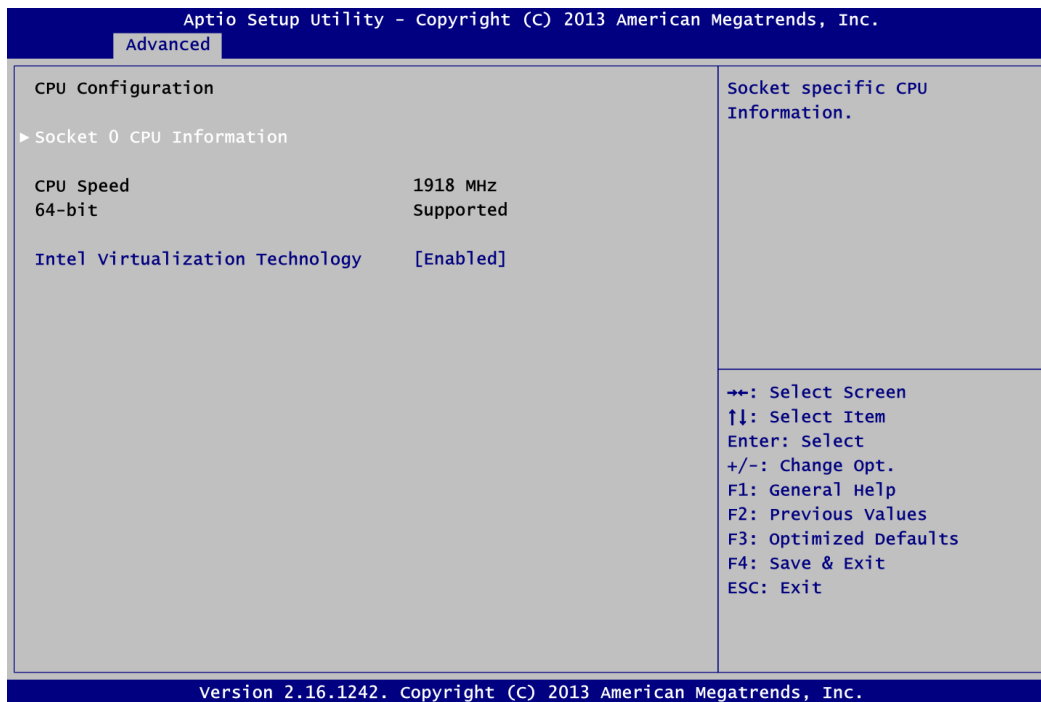 Aptio Setup Utility – Copyright (C) 2013 American Megatrends, Inc.
Advanced
CPU Configuration
▶ Socket 0 CPU Information
CPU Speed 1918 MHz
64-bit Supported
Intel Virtualization Technology [Enabled]
Socket specific CPU
Information.
→←: Select Screen
↑↓: Select Item
Enter: Select
+/-: Change Opt.
F1: General Help
F2: Previous Values
F3: Optimized Defaults
F4: Save & Exit
ESC: Exit
Version 2.16.1242. Copyright (C) 2013 American Megatrends, Inc.